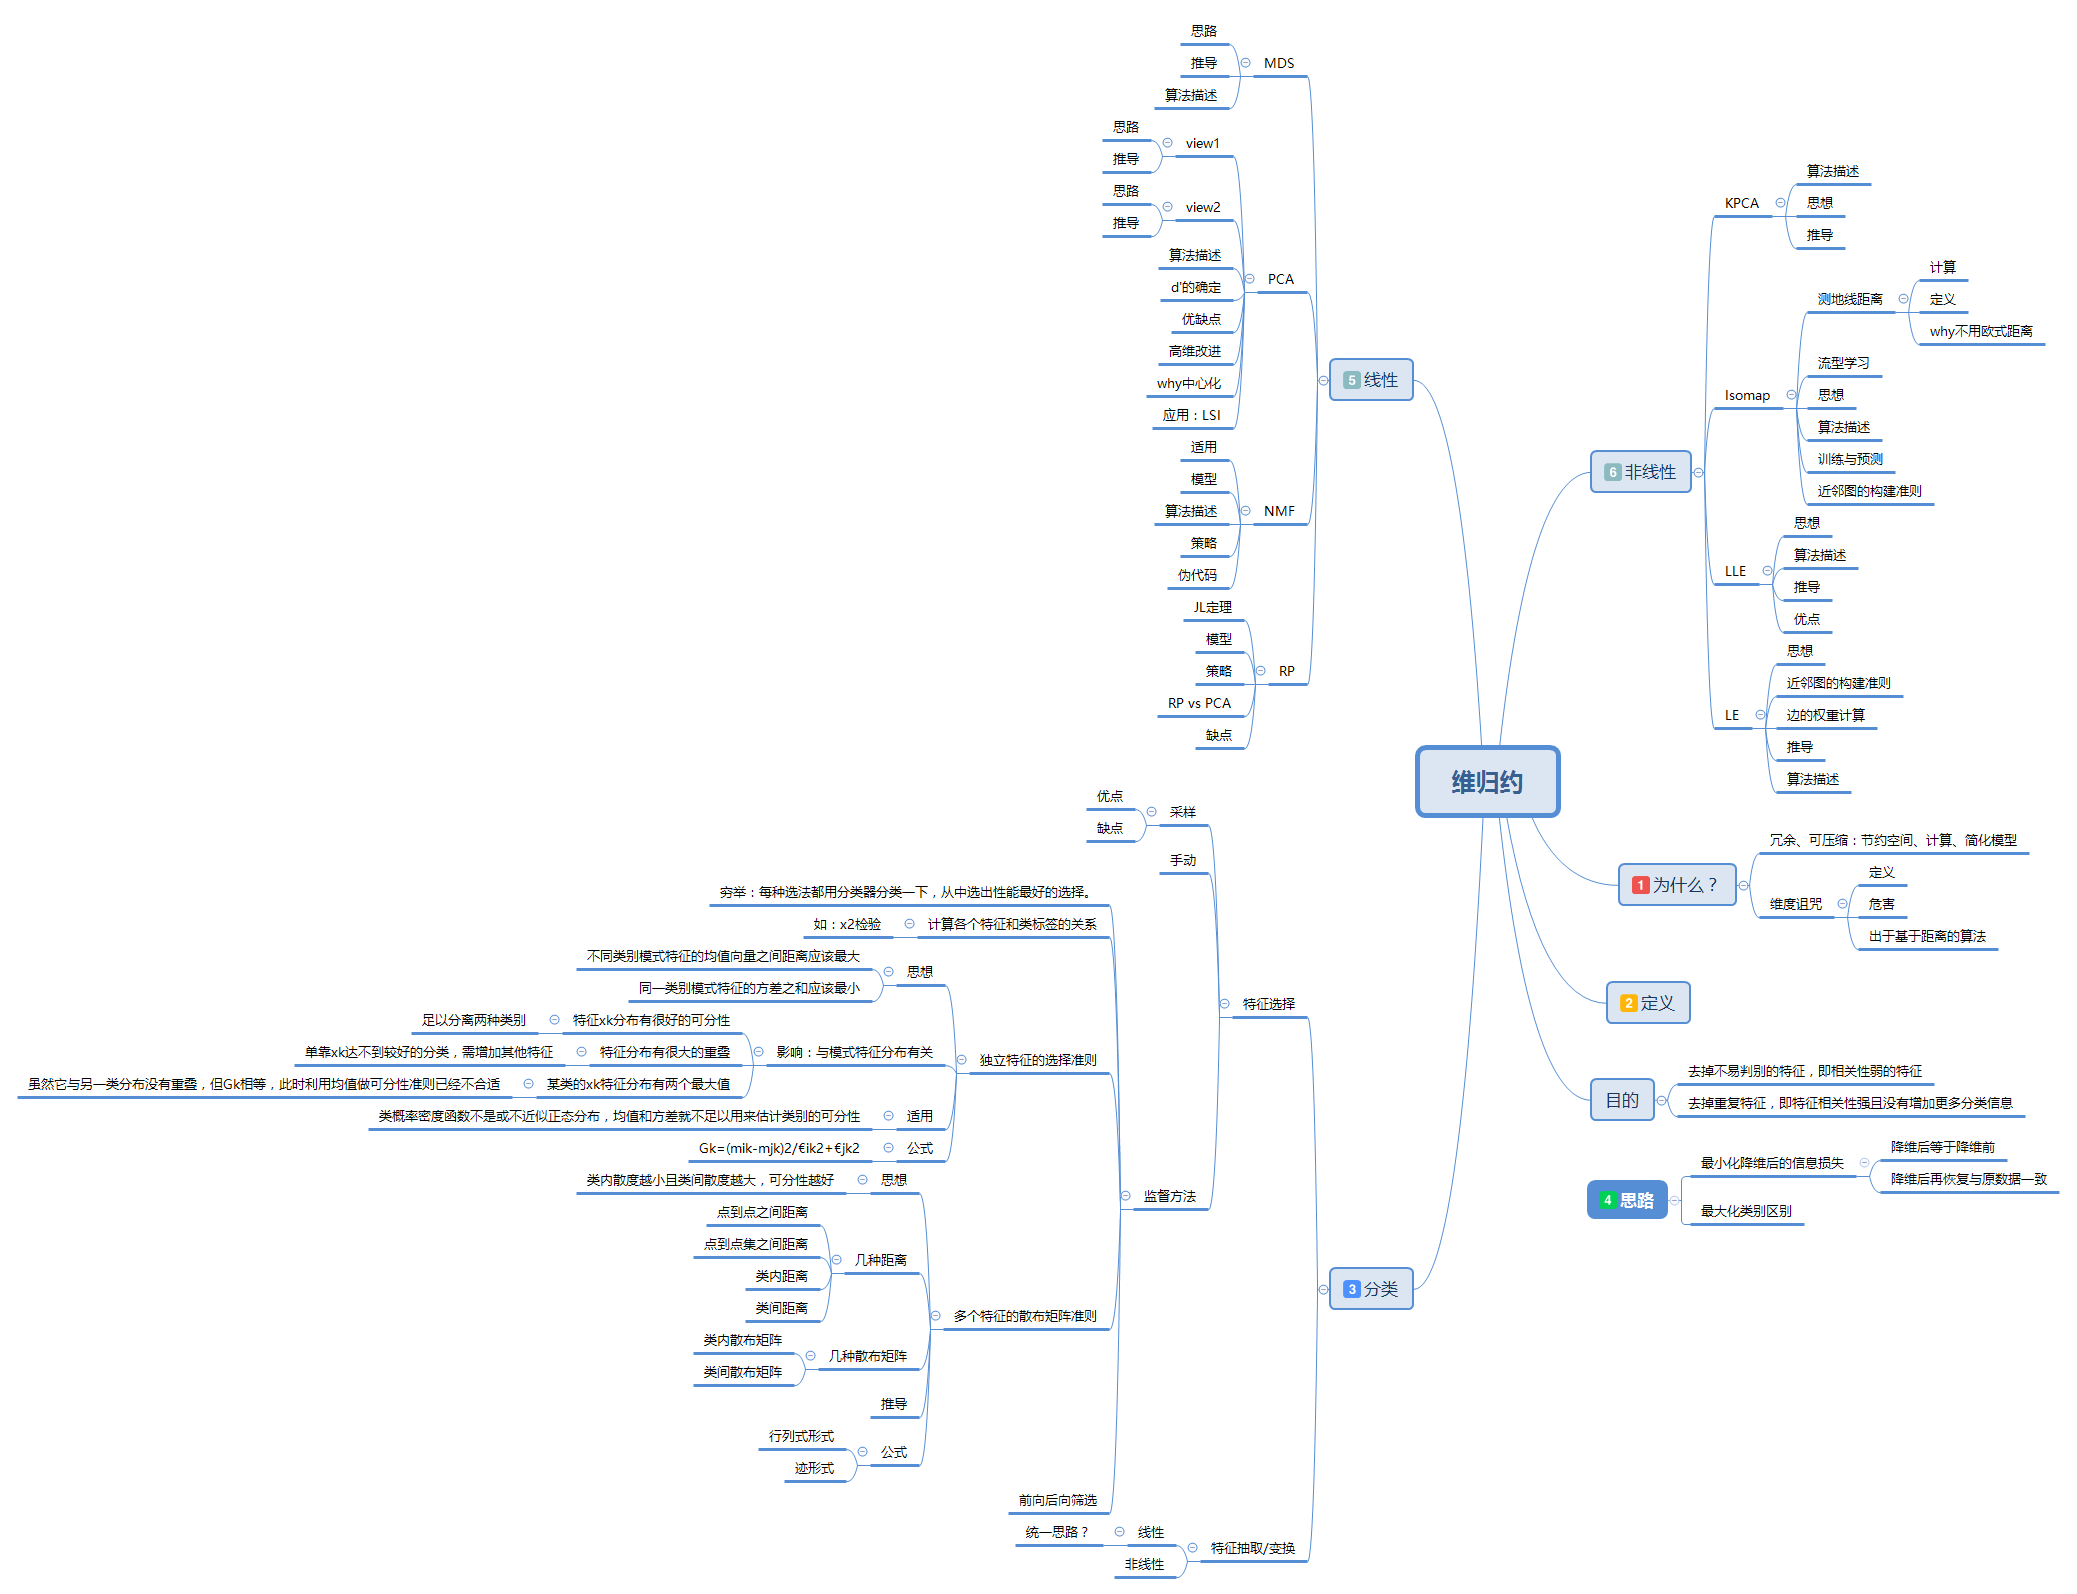 维归约
1 为什么？
冗余、可压缩：节约空间、计算、简化模型
维度诅咒
定义
危害
出于基于距离的算法
2 定义
目的
去掉不易判别的特征，即相关性弱的特征
去掉重复特征，即特征相关性强且没有增加更多分类信息
3 分类
特征选择
采样
优点
缺点
手动
监督方法
穷举：每种选法都用分类器分类一下，从中选出性能最好的选择。
计算各个特征和类标签的关系
如：x2检验
独立特征的选择准则
思想
不同类别模式特征的均值向量之间距离应该最大
同一类别模式特征的方差之和应该最小
影响：与模式特征分布有关
特征xk分布有很好的可分性
足以分离两种类别
特征分布有很大的重叠
单靠xk达不到较好的分类，需增加其他特征
某类的xk特征分布有两个最大值
虽然它与另一类分布没有重叠，但Gk相等，此时利用均值做可分性准则已经不合适
适用
类概率密度函数不是或不近似正态分布，均值和方差就不足以用来估计类别的可分性
公式
Gk=(mik-mjk)2/€ik2+€jk2
多个特征的散布矩阵准则
思想
类内散度越小且类间散度越大，可分性越好
几种距离
点到点之间距离
点到点集之间距离
类内距离
类间距离
几种散布矩阵
类内散布矩阵
类间散布矩阵
推导
公式
行列式形式
迹形式
前向后向筛选
特征抽取/变换
线性
统一思路？
非线性
4 思路
最小化降维后的信息损失
降维后等于降维前
降维后再恢复与原数据一致
最大化类别区别
5 线性
MDS
思路
推导
算法描述
PCA
view1
思路
推导
view2
思路
推导
算法描述
d'的确定
优缺点
高维改进
why中心化
应用：LSI
NMF
适用
模型
算法描述
策略
伪代码
RP
JL定理
模型
策略
RP vs PCA
缺点
6 非线性
KPCA
算法描述
思想
推导
Isomap
测地线距离
计算
定义
why不用欧式距离
流型学习
思想
算法描述
训练与预测
近邻图的构建准则
LLE
思想
算法描述
推导
优点
LE
思想
近邻图的构建准则
边的权重计算
推导
算法描述